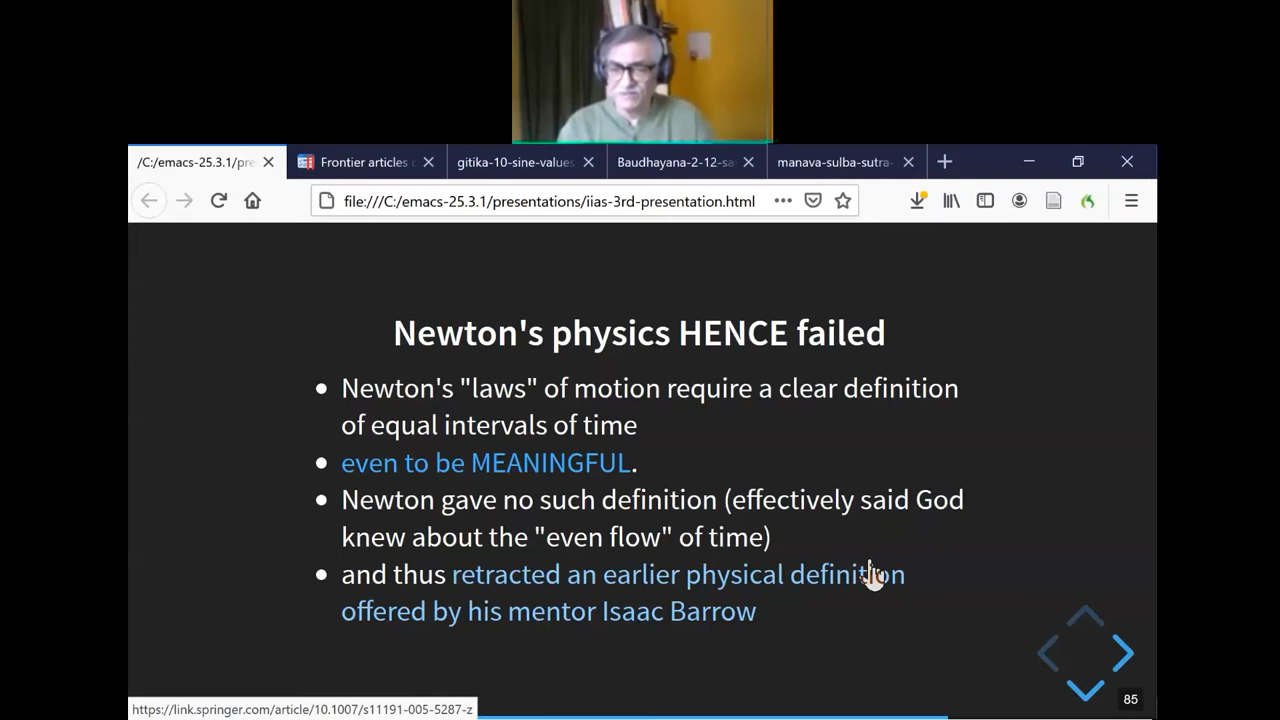 /C:/emacs-25.3.1/pre
Frontier articles
gitika-10-sine-values.
Baudhayana-2-12-sa
manava-sulba-sutra-
file:///C:/emacs-25.3.1/presentations/iias-3rd-presentation.html
Newton's physics HENCE failed
Newton's "laws" of motion require a clear definition
of equal intervals of time
even to be MEANINGFUL.
Newton gave no such definition (effectively said God
knew about the "even flow" of time)
and thus retracted an earlier physical definition
offered by his mentor Isaac Barrow
85
https://link.springer.com/article/10.1007/s11191-005-5287-z